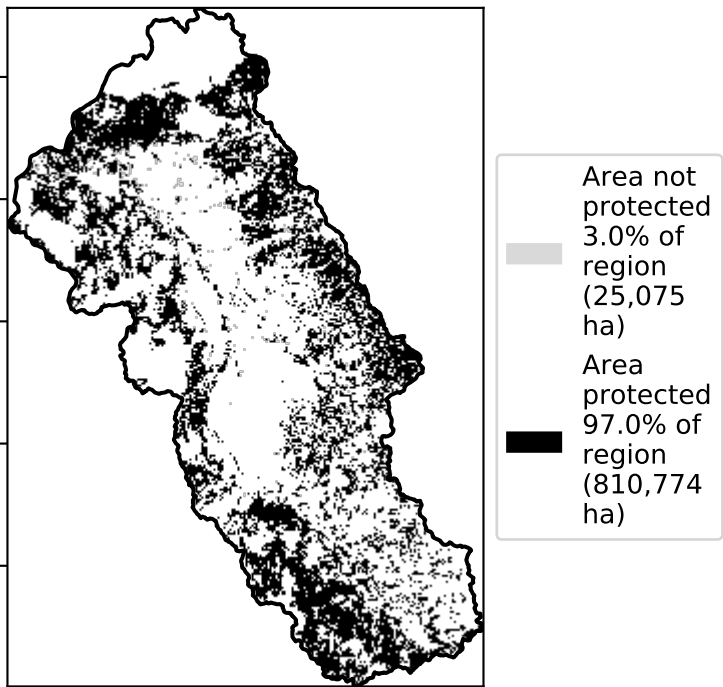 Area not
protected
3.0% of
region
(25,075
ha)
Area
protected
97.0% of
region
(810,774
ha)